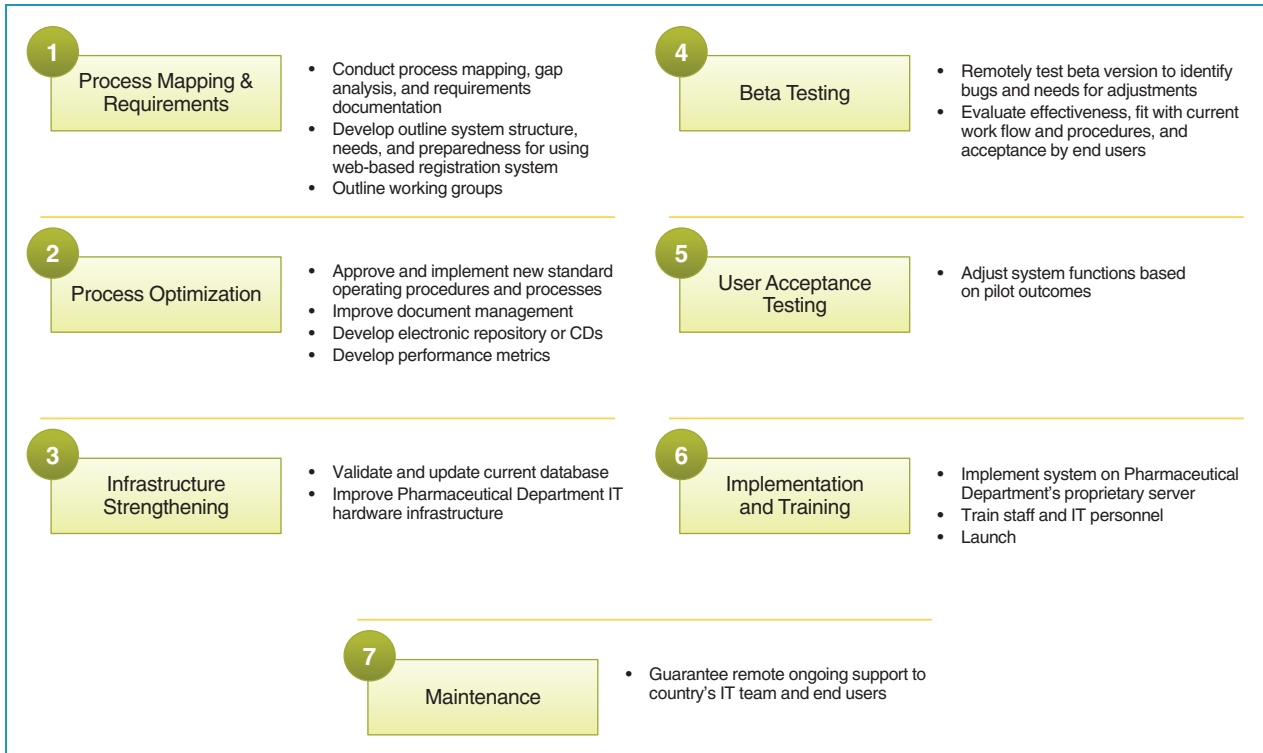 1
Process Mapping &
Requirements
• Conduct process mapping, gap
analysis, and requirements
documentation
• Develop outline system structure,
needs, and preparedness for using
web-based registration system
• Outline working groups
2
Process Optimization
• Approve and implement new standard
operating procedures and processes
• Improve document management
• Develop electronic repository or CDs
• Develop performance metrics
3
Infrastructure
Strengthening
• Validate and update current database
• Improve Pharmaceutical Department IT
hardware infrastructure
4
Beta Testing
• Remotely test beta version to identify
bugs and needs for adjustments
• Evaluate effectiveness, fit with current
work flow and procedures, and
acceptance by end users
5
User Acceptance
Testing
• Adjust system functions based
on pilot outcomes
6
Implementation
and Training
• Implement system on Pharmaceutical
Department's proprietary server
• Train staff and IT personnel
• Launch
7
Maintenance
• Guarantee remote ongoing support to
country's IT team and end users